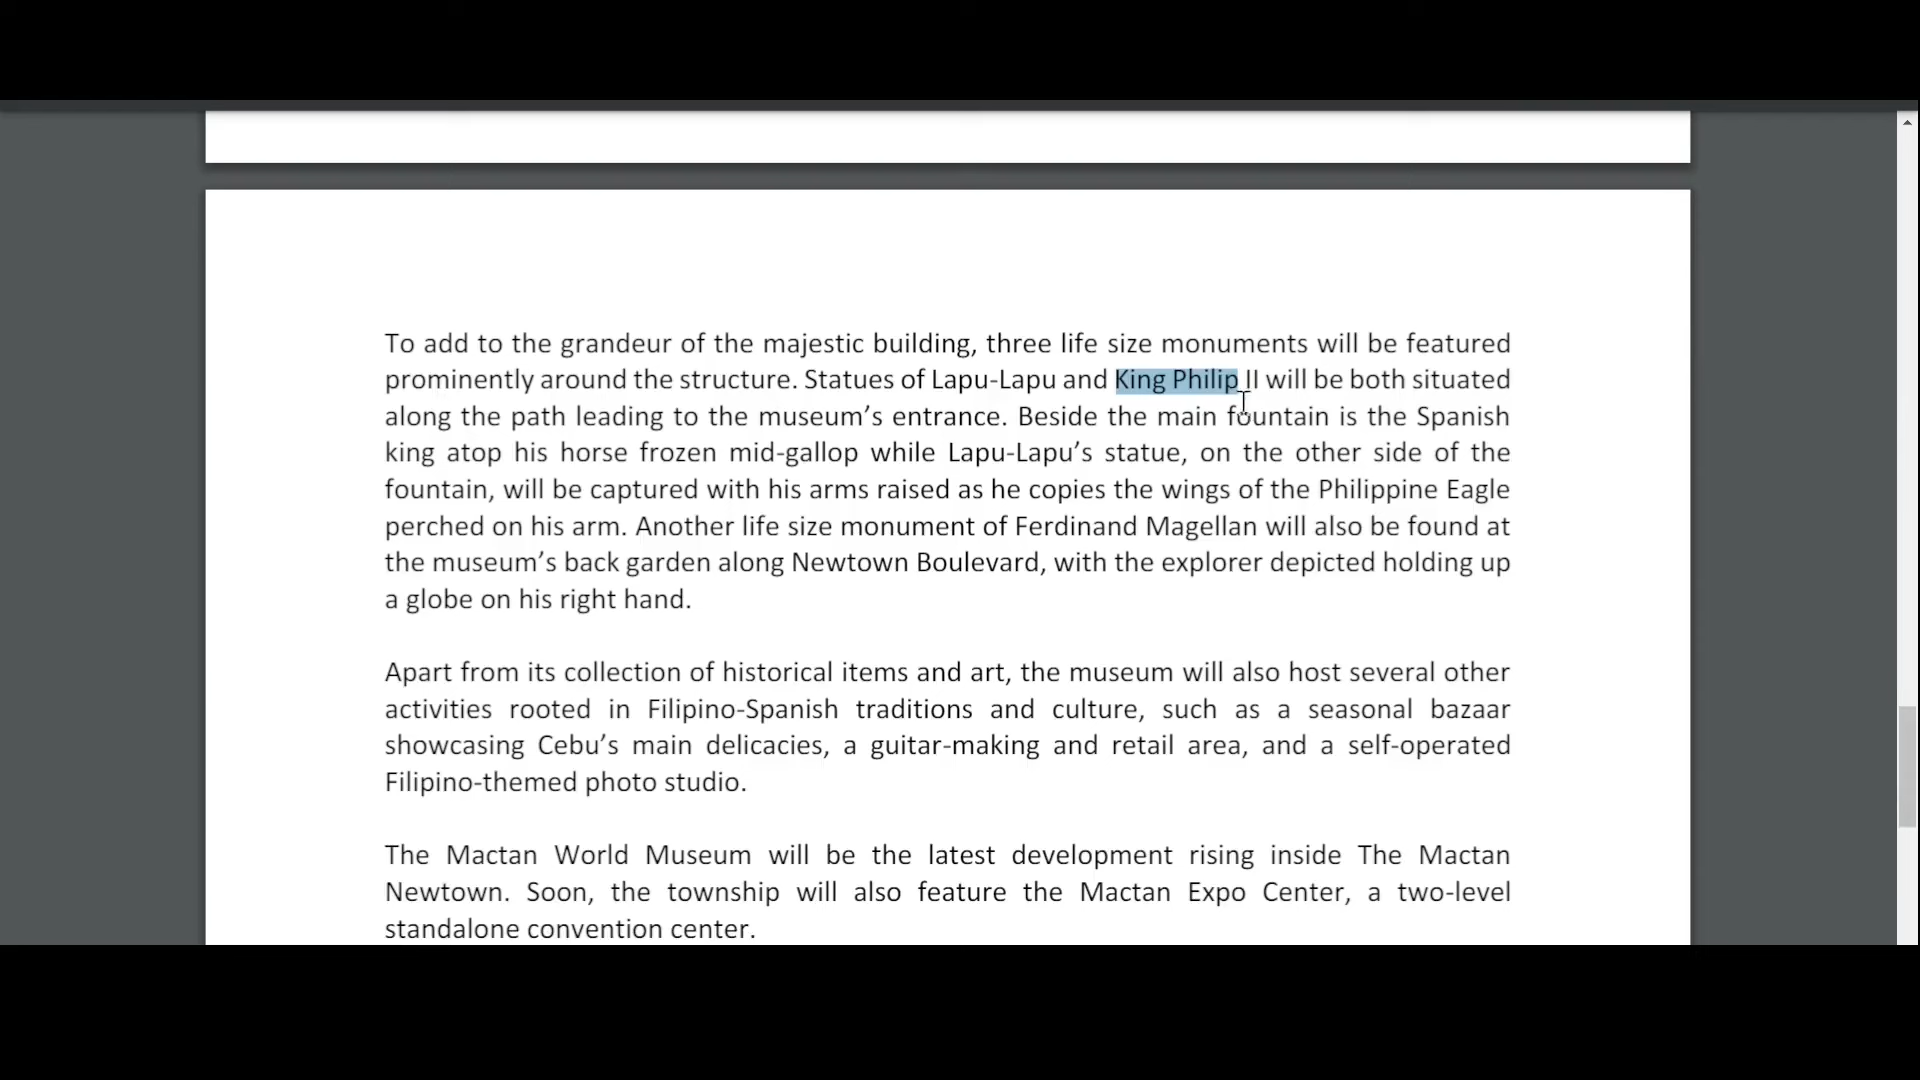 To add to the grandeur of the majestic building, three life size monuments will be featured
prominently around the structure. Statues of Lapu-Lapu and King Philip II will be both situated
along the path leading to the museum’s entrance. Beside the main fountain is the Spanish
king atop his horse frozen mid-gallop while Lapu-Lapu’s statue, on the other side of the
fountain, will be captured with his arms raised as he copies the wings of the Philippine Eagle
perched on his arm. Another life size monument of Ferdinand Magellan will also be found at
the museum’s back garden along Newtown Boulevard, with the explorer depicted holding up
a globe on his right hand.
Apart from its collection of historical items and art, the museum will also host several other
activities rooted in Filipino-Spanish traditions and culture, such as a seasonal bazaar
showcasing Cebu’s main delicacies, a guitar-making and retail area, and a self-operated
Filipino-themed photo studio.
The Mactan World Museum will be the latest development rising inside The Mactan
Newtown. Soon, the township will also feature the Mactan Expo Center, a two-level
standalone convention center.